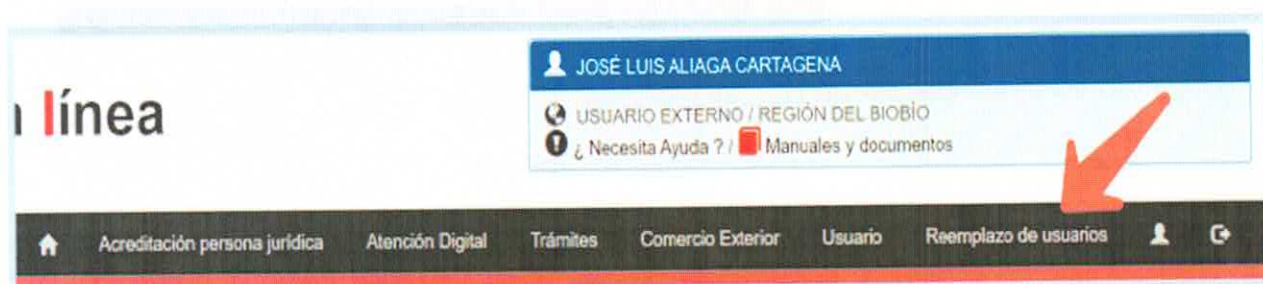 JOSÉ LUIS ALIAGA CARTAGENA
línea
USUARIO EXTERNO / REGIÓN DEL BIOBÍO
¿ Necesita Ayuda ? / Manuales y documentos
Acreditación persona jurídica Atención Digital Trámites Comercio Exterior Usuario Reemplazo de usuarios